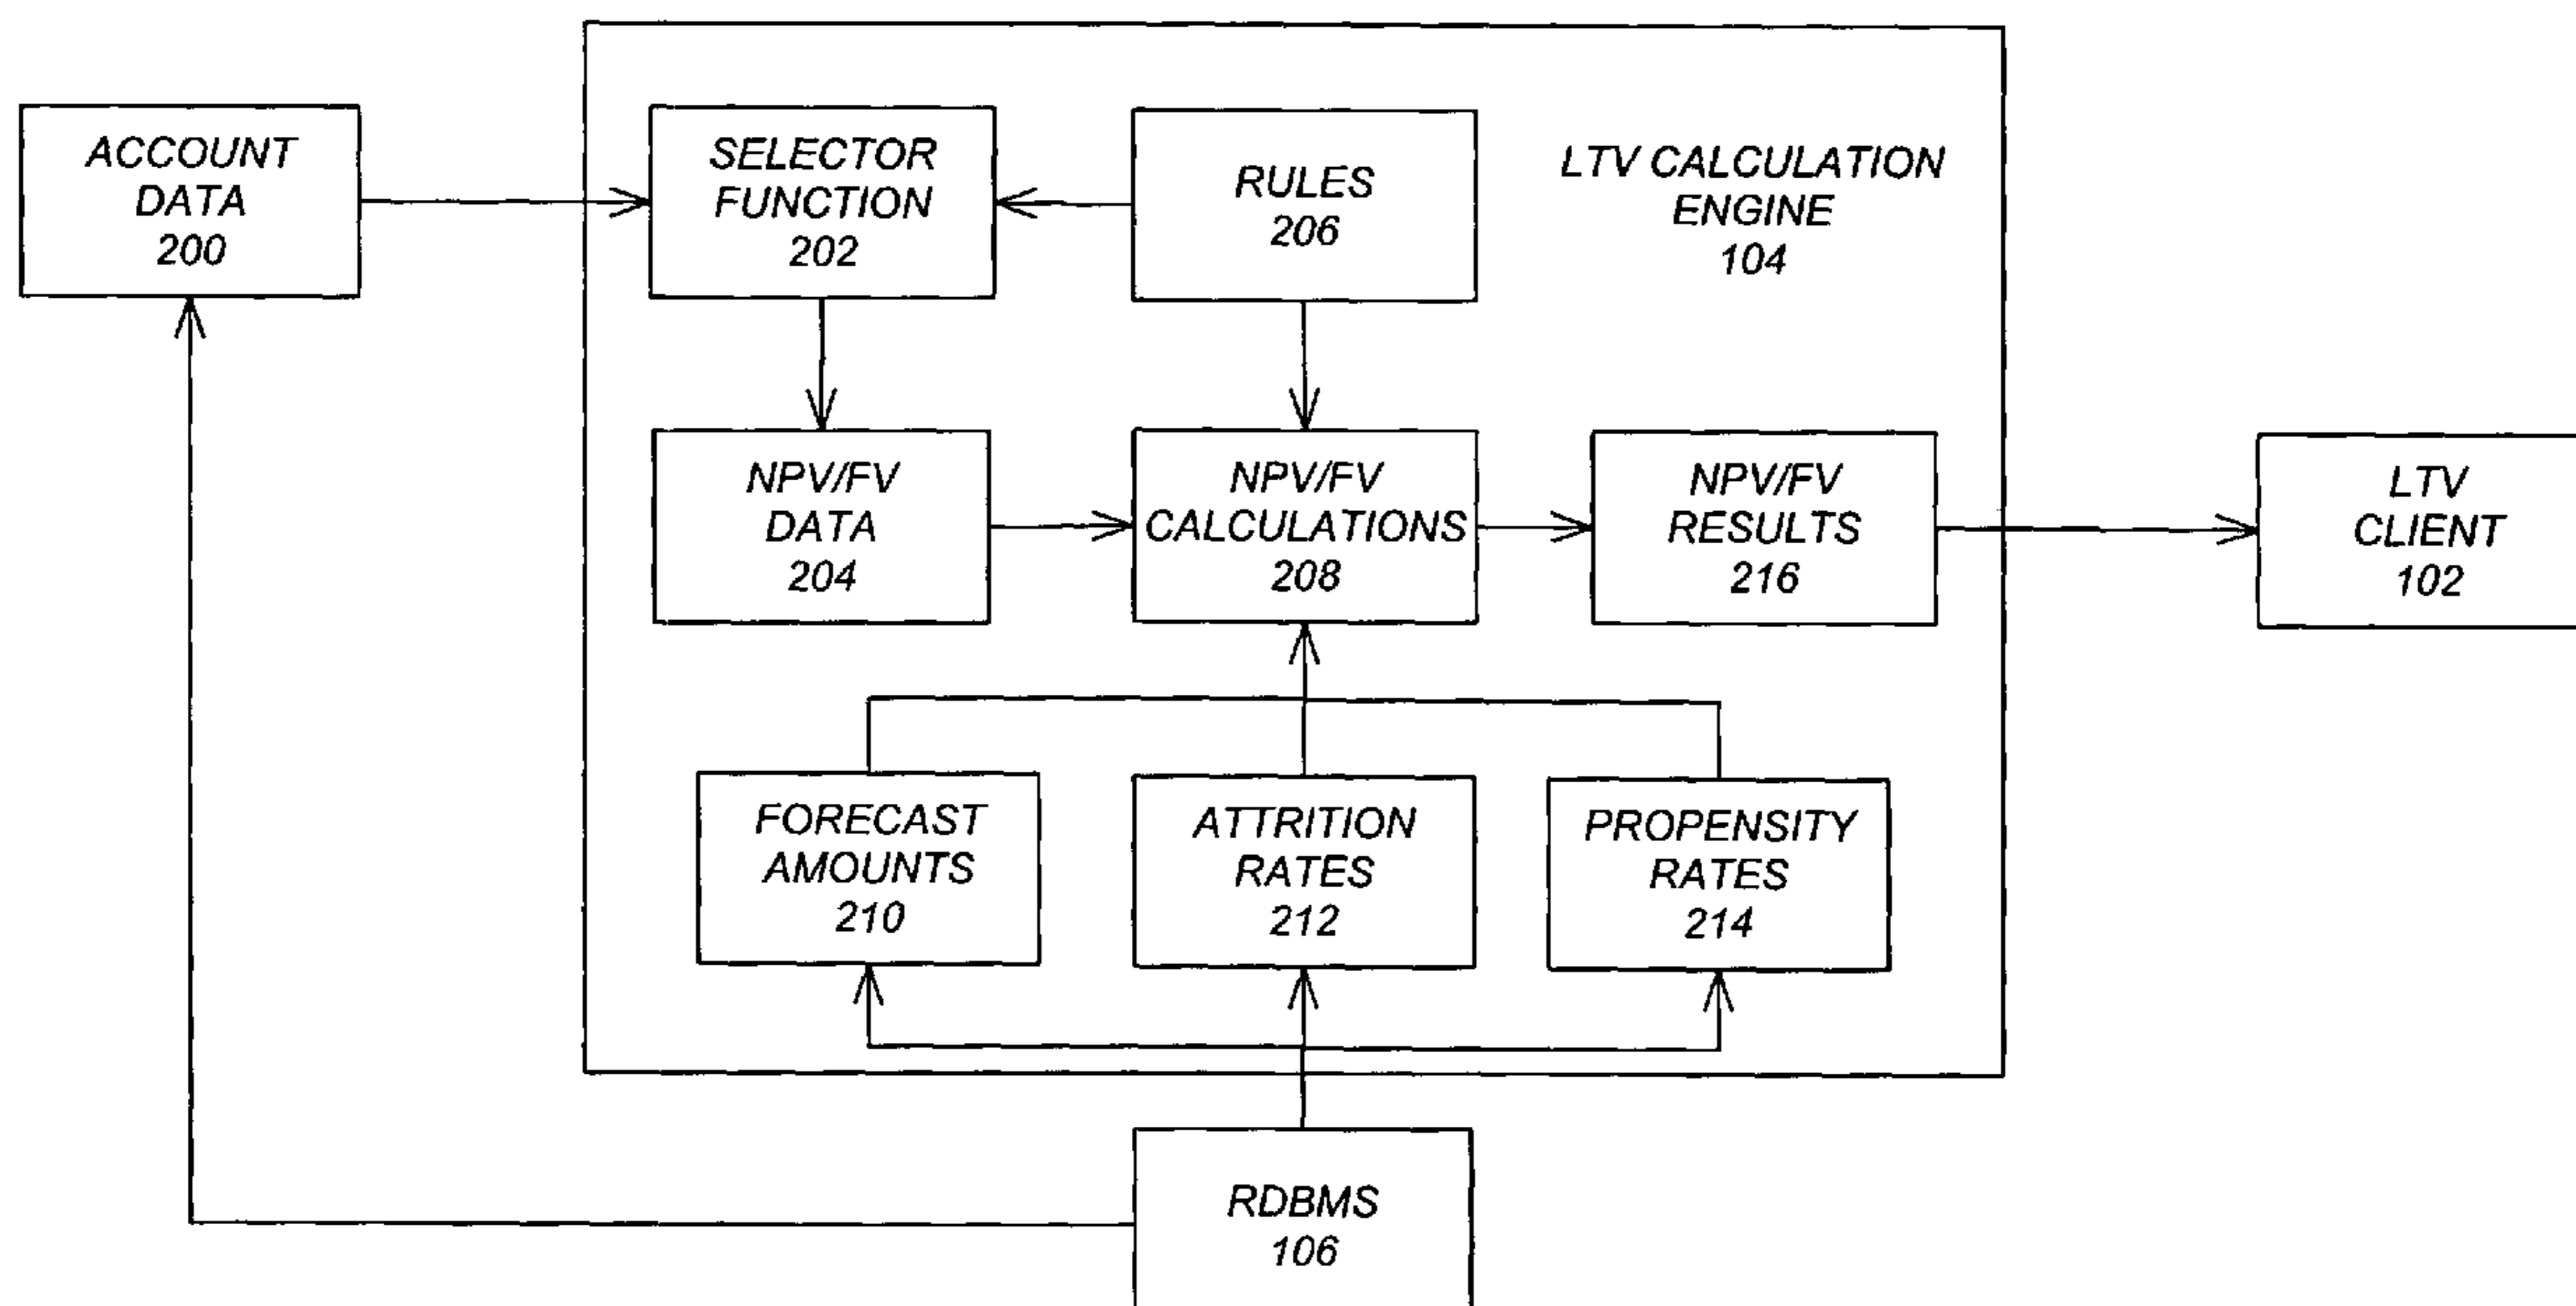 ACCOUNT
DATA
200
SELECTOR
FUNCTION
202
RULES
206
LTV CALCULATION
ENGINE
104
NPV/FV
DATA
204
NPV/FV
CALCULATIONS
208
NPV/FV
RESULTS
216
LTV
CLIENT
102
FORECAST
AMOUNTS
210
ATTRITION
RATES
212
PROPENSITY
RATES
214
RDBMS
106